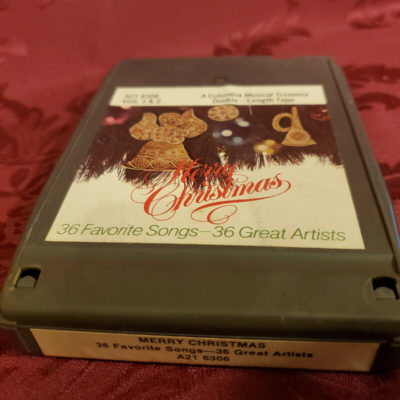 A21 6306
Vols. 1 & 2
A Columbia Musical Treasury
Double-Length Tape
Merry
Christmas
36 Favorite Songs—36 Great Artists
MERRY CHRISTMAS
36 Favorite Songs—36 Great Artists
A21 6306